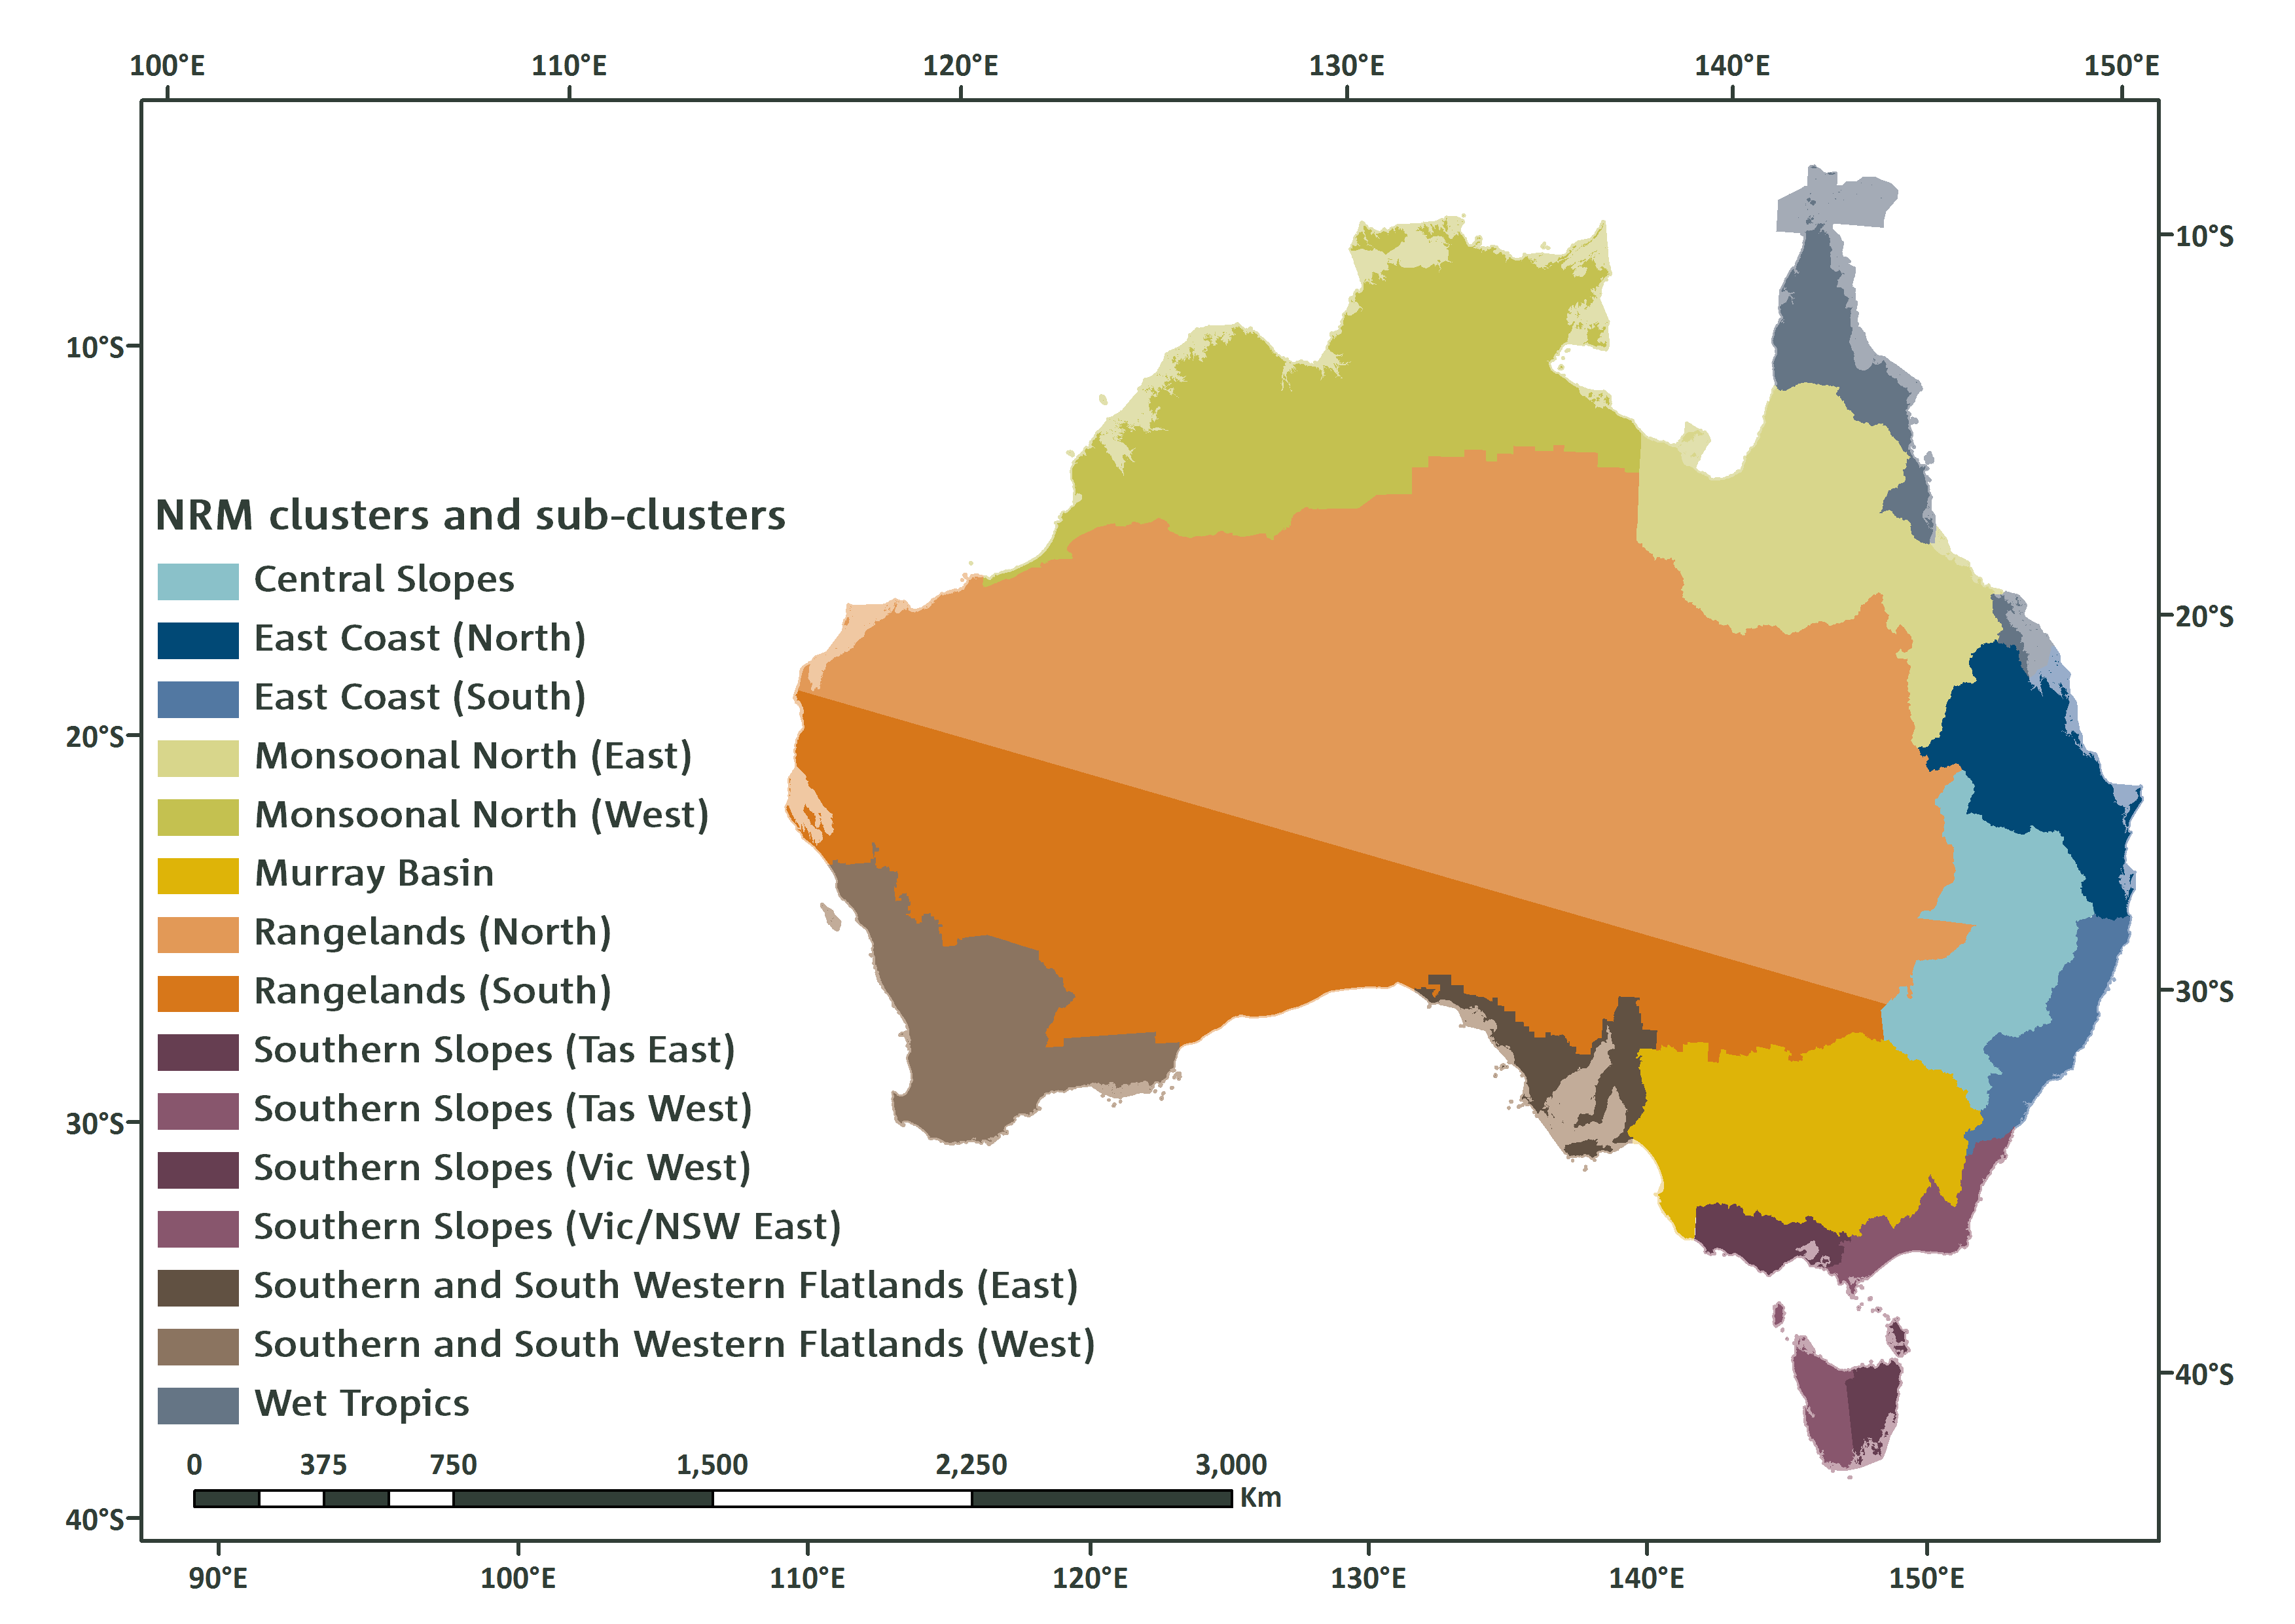 100°E 110°E 120°E 130°E 140°E 150°E
10°S
10°S
NRM clusters and sub-clusters
Central Slopes
20°S
East Coast (North)
East Coast (South)
20°S
Monsoonal North (East)
Monsoonal North (West)
Murray Basin
Rangelands (North)
Rangelands (South)
30°S
Southern Slopes (Tas East)
Southern Slopes (Tas West)
30°S
Southern Slopes (Vic West)
Southern Slopes (Vic/NSW East)
Southern and South Western Flatlands (East)
Southern and South Western Flatlands (West)
40°S
Wet Tropics
0 375 750 1,500 2,250 3,000
Km
40°S
90°E 100°E 110°E 120°E 130°E 140°E 150°E